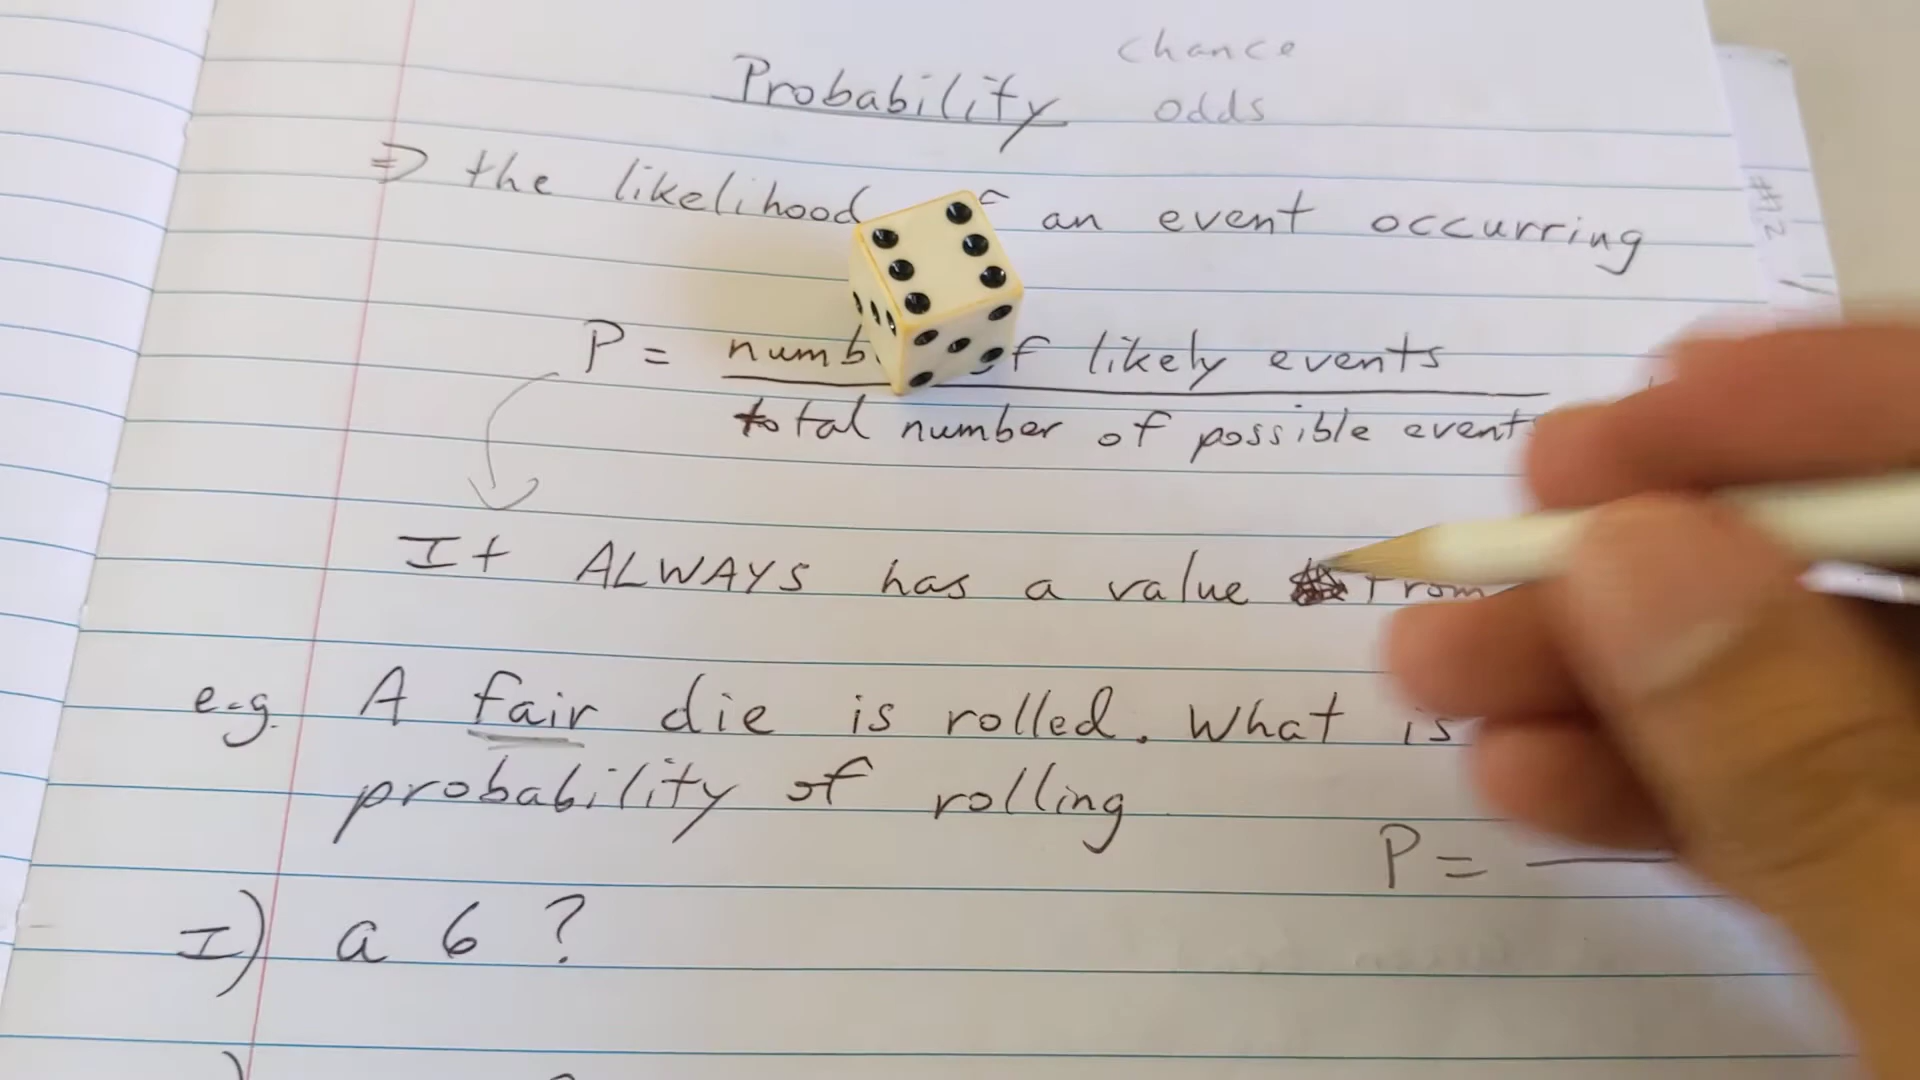 chance
Probability odds
⇒ the likelihood an event occurring
P = numb f likely events
total number of possible event
It ALWAYS has a value from
e.g. A fair die is rolled. What is
probability of rolling
P =
I) a 6 ?